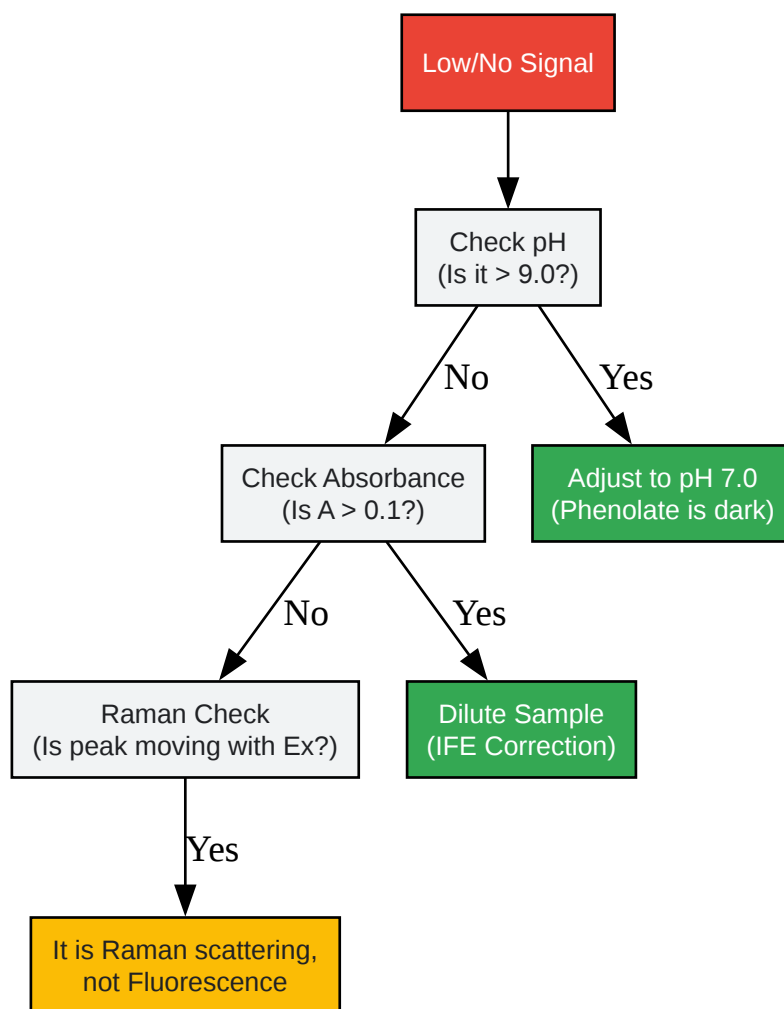 Low/No Signal
Check pH
(Is it > 9.0?)
No
Yes
Check Absorbance
(Is A > 0.1?)
Adjust to pH 7.0
(Phenolate is dark)
No
Yes
Raman Check
(Is peak moving with Ex?)
Dilute Sample
(IFE Correction)
Yes
It is Raman scattering,
not Fluorescence